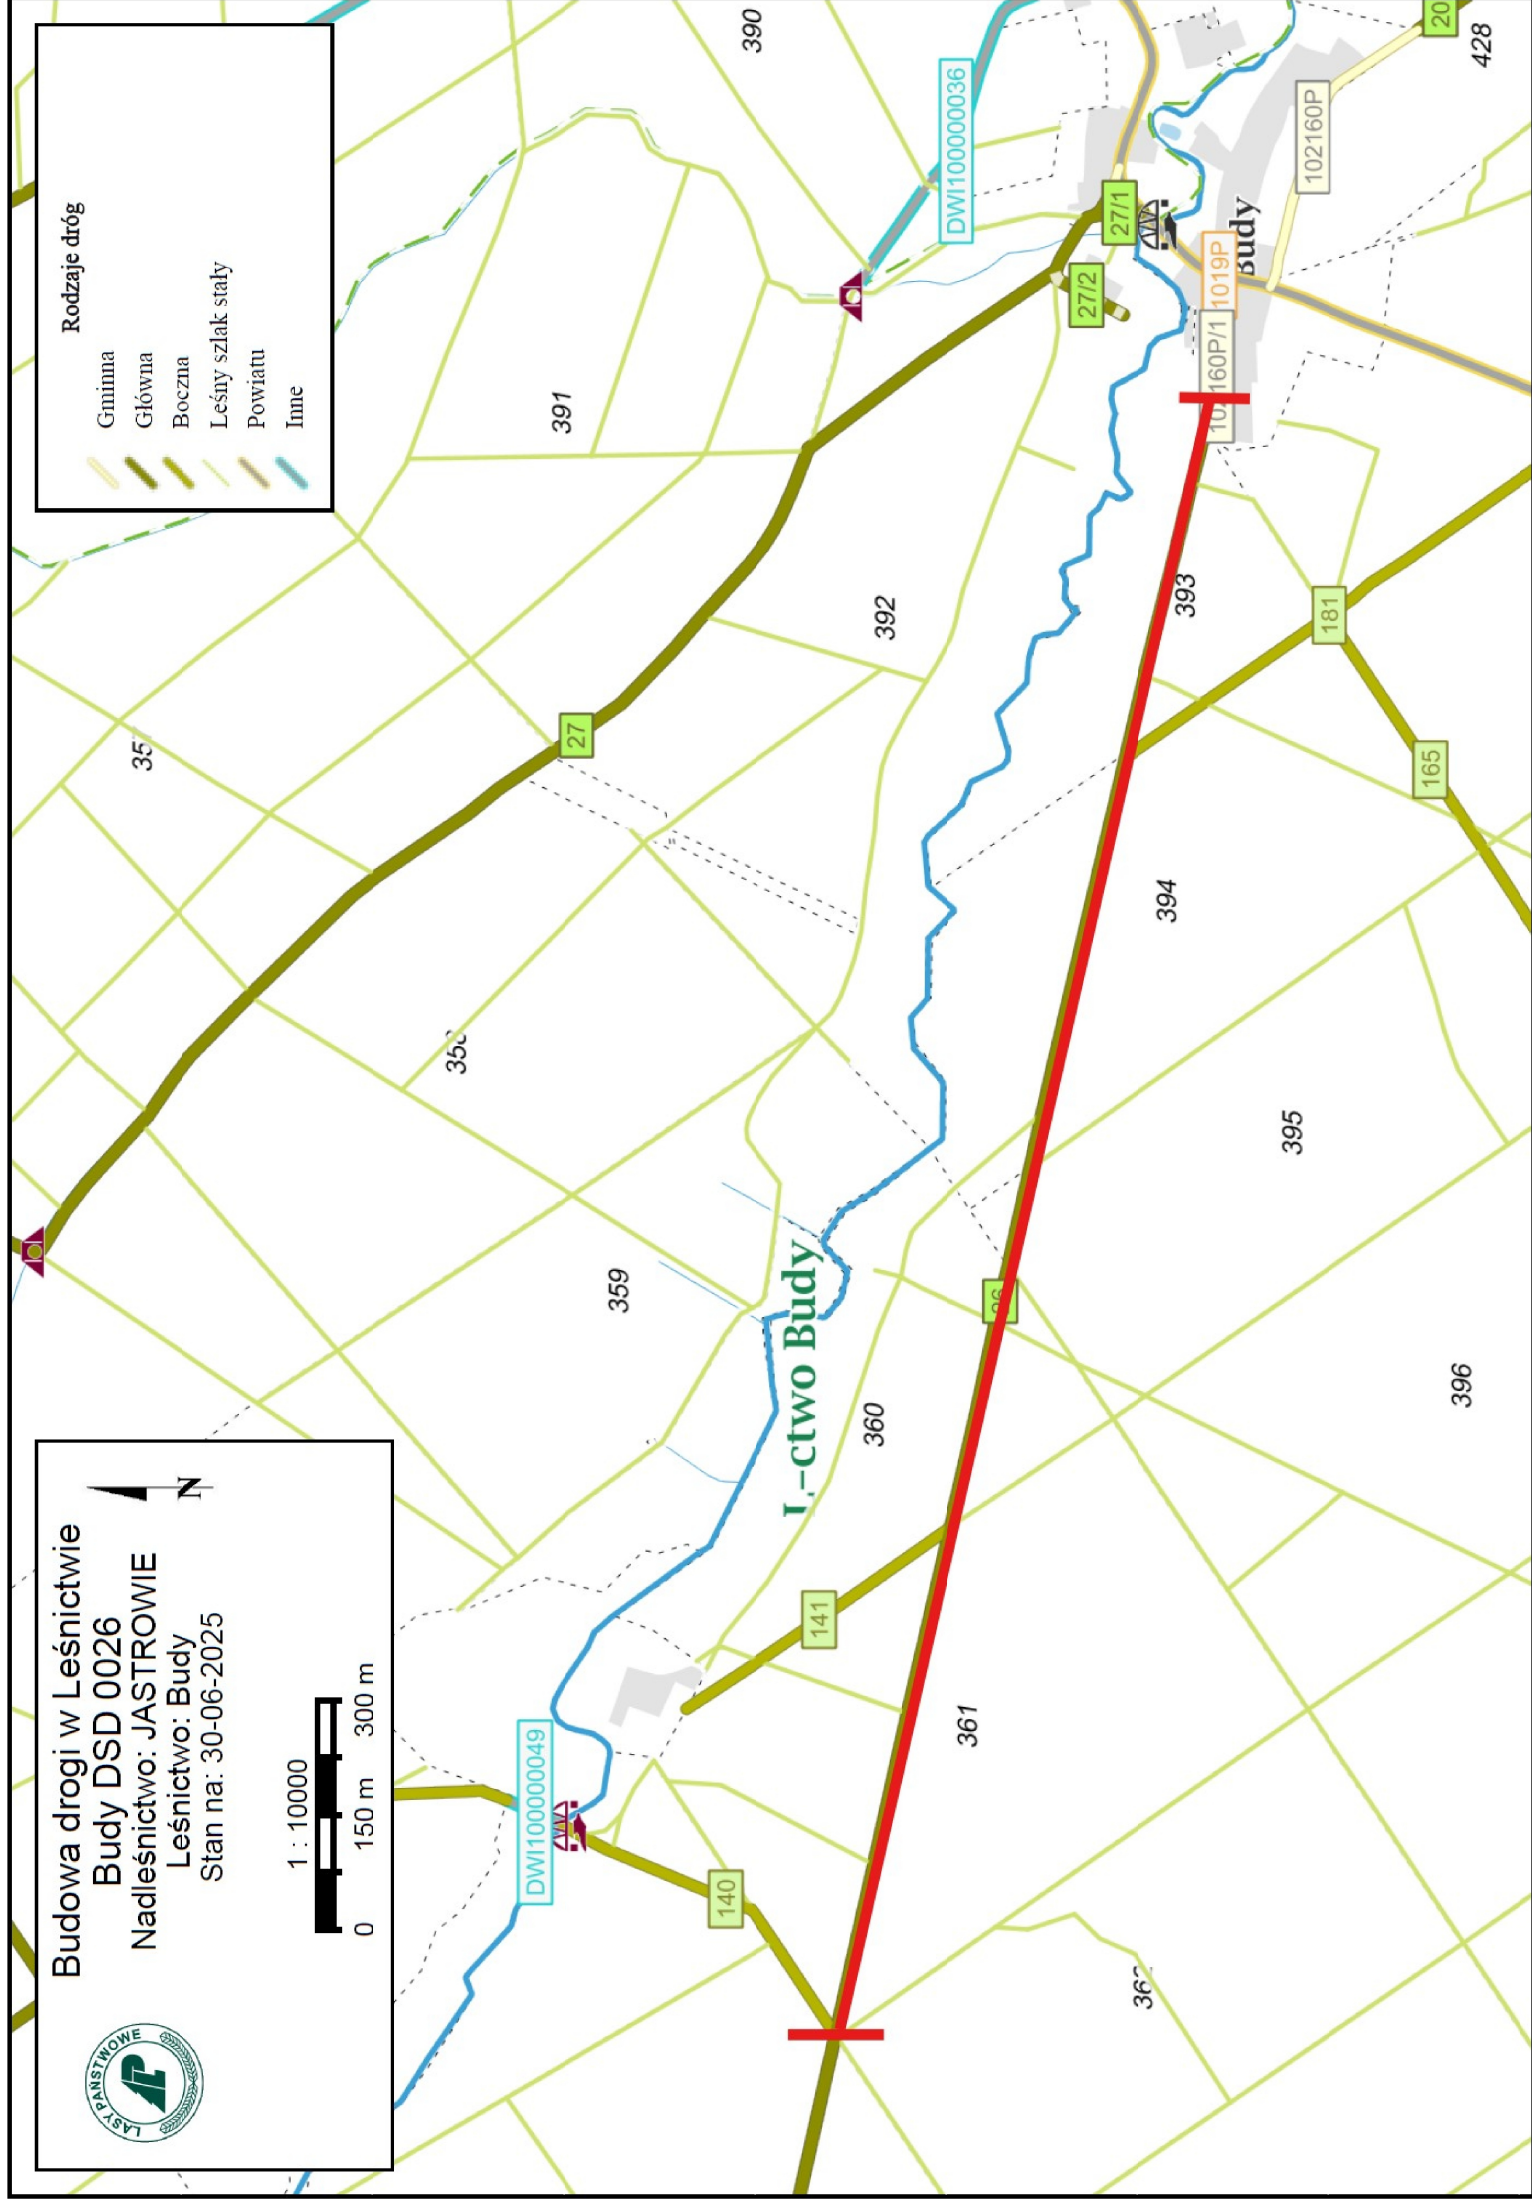 Budowa drogi w Leśnictwie
Budy DSD 0026
Nadleśnictwo: JASTROWIE
Leśnictwo: Budy
Stan na: 30-06-2025
1 : 10000
0 150 m 300 m
N
LASY PAŃSTWOWE
Rodzaje dróg
Gminna
Główna
Boczna
Leśny szlak stały
Powiatu
Inne
390
428
20
DWI100000036
102160P
27/1
27/2
1019P
Budy
391
392
393
181
165
27
394
395
396
359
360
L-ctwo Budy
141
361
DWI100000049
140